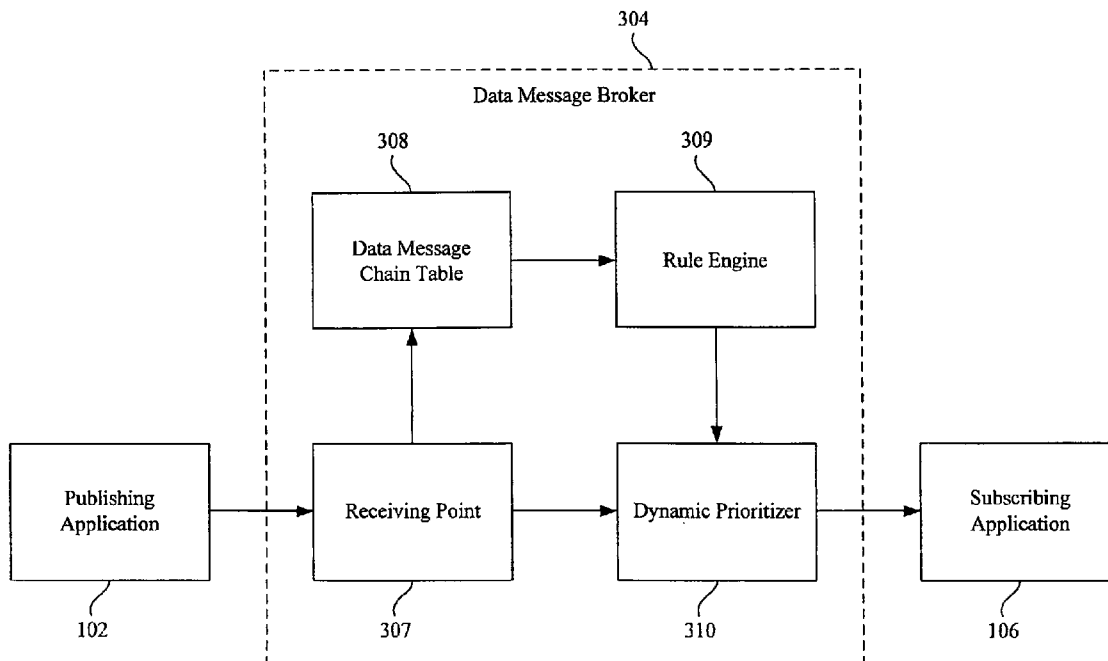 304
Data Message Broker
308
309
Data Message
Chain Table
Rule Engine
Publishing
Application
Receiving Point
Dynamic Prioritizer
Subscribing
Application
102
307
310
106